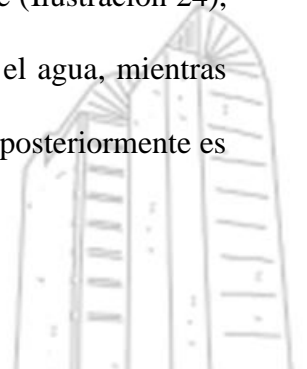 e (Ilustración 24),
el agua, mientras
posteriormente es